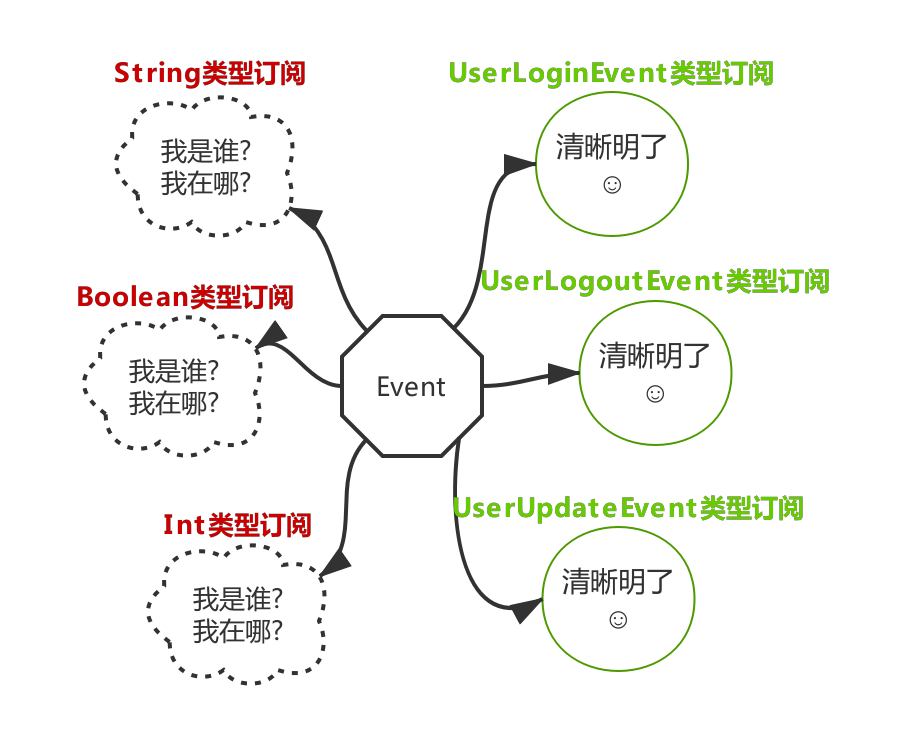 String类型订阅
我是谁?
我在哪?
UserLoginEvent类型订阅
清晰明了
☺
Boolean类型订阅
我是谁?
我在哪?
Event
UserLogoutEvent类型订阅
清晰明了
☺
Int类型订阅
我是谁?
我在哪?
UserUpdateEvent类型订阅
清晰明了
☺